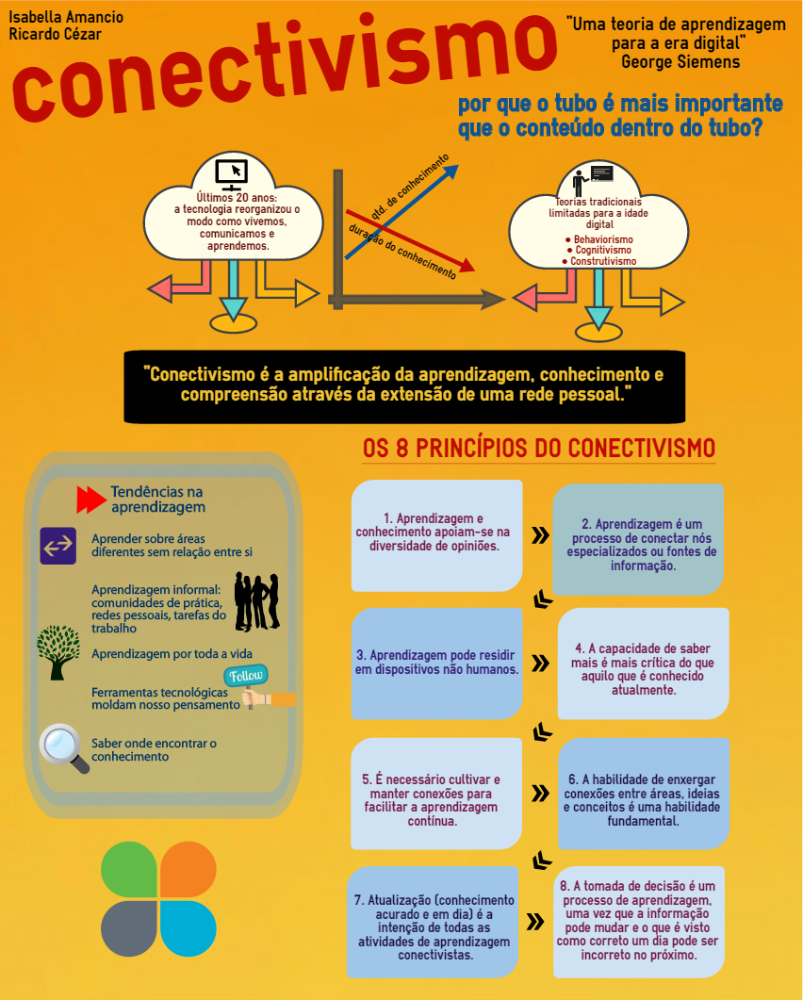 Isabella Amancio
Ricardo Cézar
conectivismo
"Uma teoria de aprendizagem
para a era digital"
George Siemens
por que o tubo é mais importante
que o conteúdo dentro do tubo?
Últimos 20 anos:
a tecnologia reorganizou o
modo como vivemos,
comunicamos e
aprendemos.
qtd. de conhecimento
duração do conhecimento
Teorias tradicionais
limitadas para a idade
digital
● Behaviorismo
● Cognitivismo
● Construtivismo
"Conectivismo é a amplificação da aprendizagem, conhecimento e
compreensão através da extensão de uma rede pessoal."
Tendências na
aprendizagem
Aprender sobre áreas
diferentes sem relação entre si
Aprendizagem informal:
comunidades de prática,
redes pessoais, tarefas do
trabalho
Aprendizagem por toda a vida
Follow
Ferramentas tecnológicas
moldam nosso pensamento
Saber onde encontrar o
conhecimento
OS 8 PRINCÍPIOS DO CONECTIVISMO
1. Aprendizagem e
conhecimento apoiam-se na
diversidade de opiniões.
2. Aprendizagem é um
processo de conectar nós
especializados ou fontes de
informação.
3. Aprendizagem pode residir
em dispositivos não humanos.
4. A capacidade de saber
mais é mais crítica do que
aquilo que é conhecido
atualmente.
5. É necessário cultivar e
manter conexões para
facilitar a aprendizagem
contínua.
6. A habilidade de enxergar
conexões entre áreas, ideias
e conceitos é uma habilidade
fundamental.
7. Atualização (conhecimento
acurado e em dia) é a
intenção de todas as
atividades de aprendizagem
conectivistas.
8. A tomada de decisão é um
processo de aprendizagem,
uma vez que a informação
pode mudar e o que é visto
como correto um dia pode ser
incorreto no próximo.